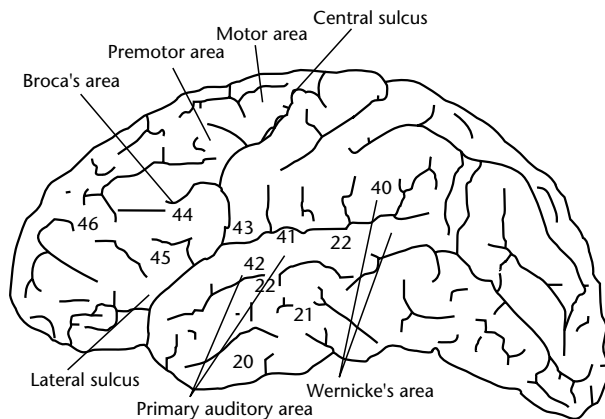 Central sulcus
Motor area
Premotor area
Broca's area
40
44
46
43
41
22
45
42
22
21
20
Lateral sulcus
Wernicke's area
Primary auditory area